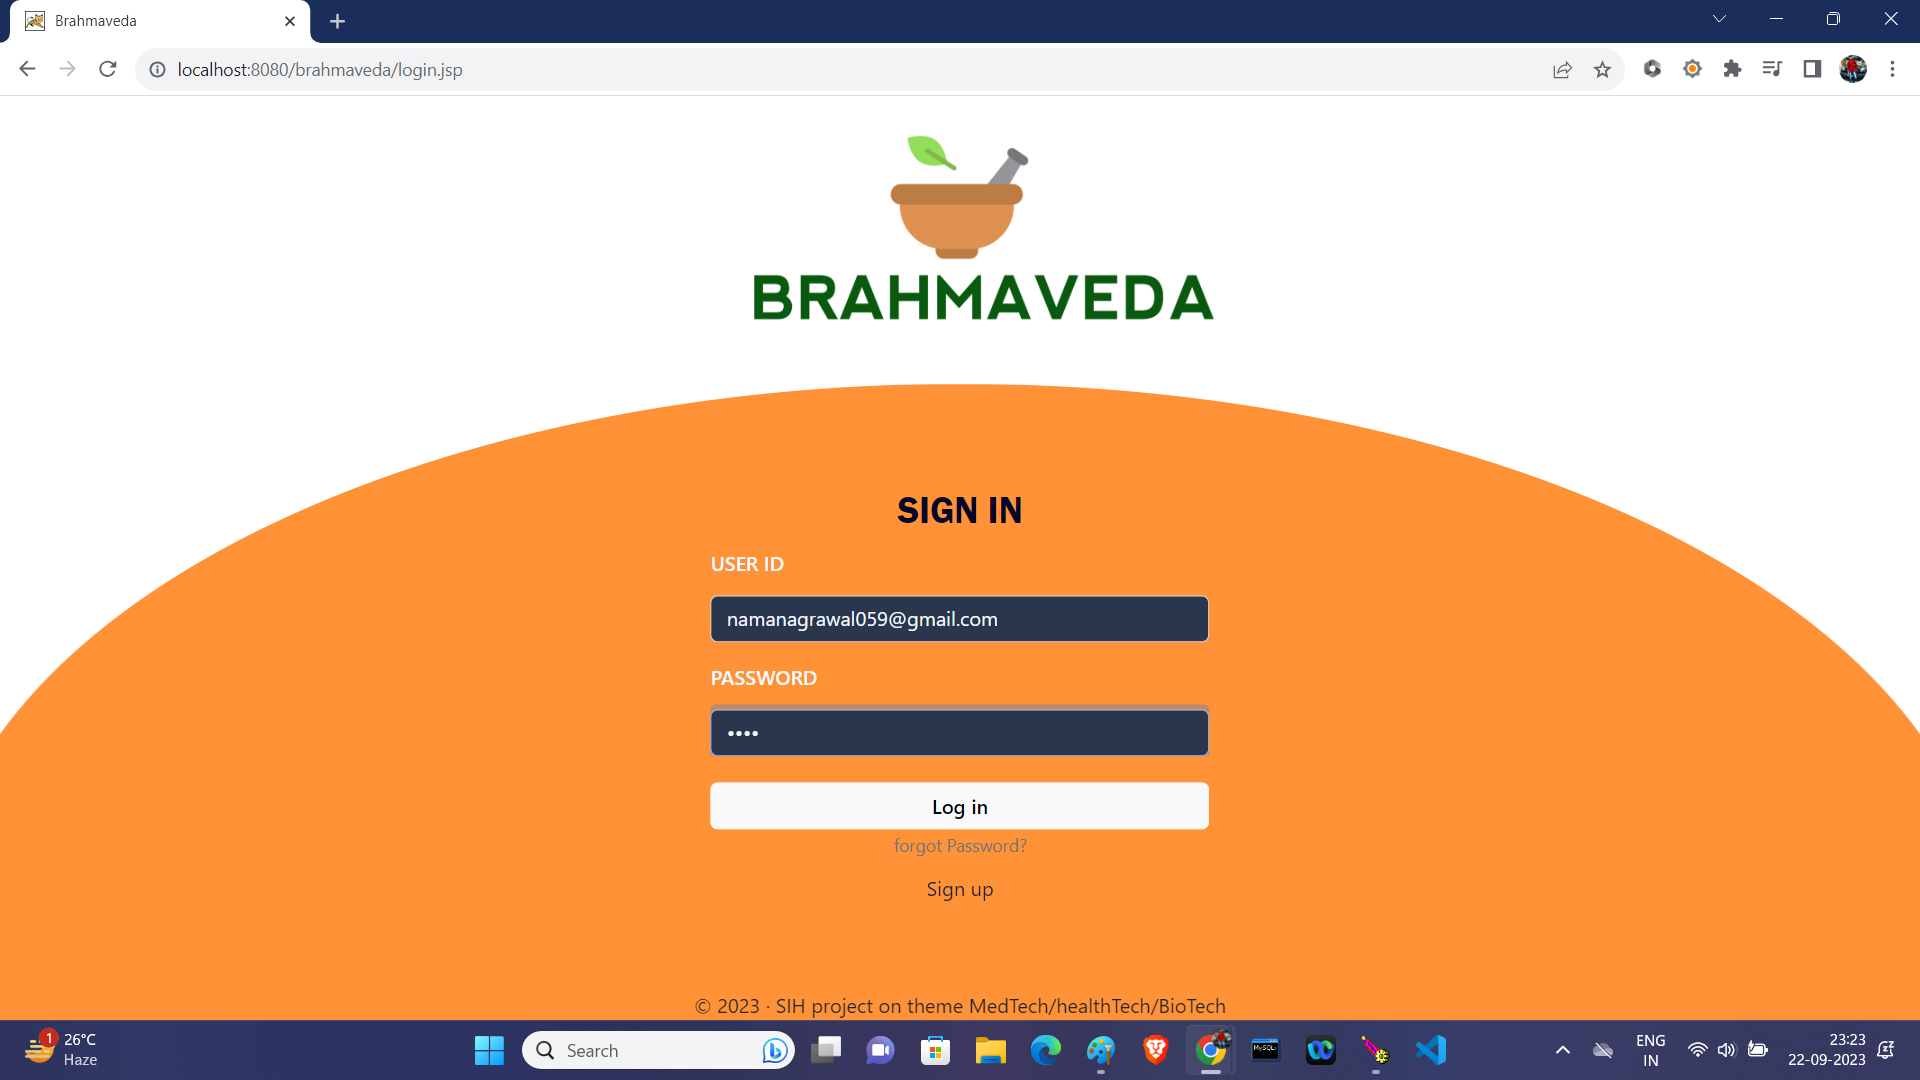 Brahmaveda
localhost:8080/brahmaveda/login.jsp
BRAHMAVEDA
SIGN IN
USER ID
namanagrawal059@gmail.com
PASSWORD
••••
Log in
forgot Password?
Sign up
© 2023 · SIH project on theme MedTech/healthTech/BioTech
1
26°C
Haze
Search
MySQL
ENG
IN
23:23
22-09-2023